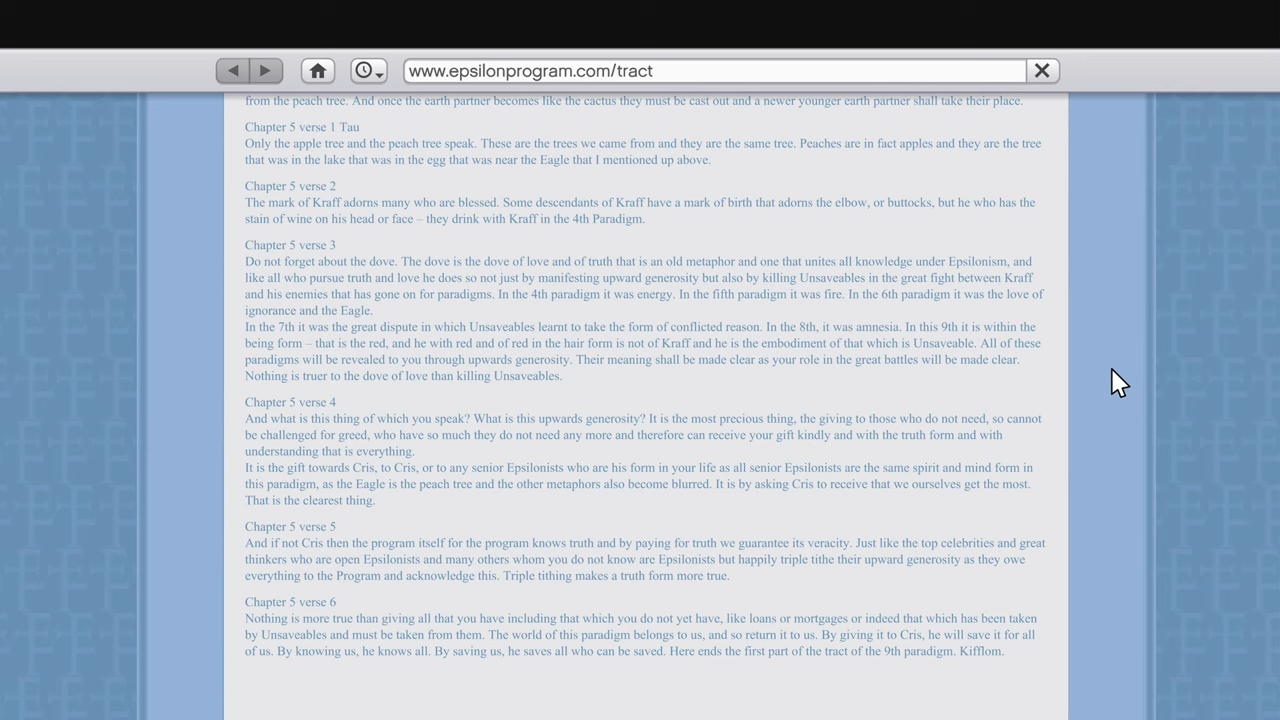 www.epsilonprogram.com/tract
from the peach tree. And once the earth partner becomes like the cactus they must be cast out and a newer younger earth partner shall take their place.
Chapter 5 verse 1 Tau
Only the apple tree and the peach tree speak. These are the trees we came from and they are the same tree. Peaches are in fact apples and they are the tree
that was in the lake that was in the egg that was near the Eagle that I mentioned up above.
Chapter 5 verse 2
The mark of Kraff adorns many who are blessed. Some descendants of Kraff have a mark of birth that adorns the elbow, or buttocks, but he who has the
stain of wine on his head or face – they drink with Kraff in the 4th Paradigm.
Chapter 5 verse 3
Do not forget about the dove. The dove is the dove of love and of truth that is an old metaphor and one that unites all knowledge under Epsilonism, and
like all who pursue truth and love he does so not just by manifesting upward generosity but also by killing Unsaveables in the great fight between Kraff
and his enemies that has gone on for paradigms. In the 4th paradigm it was energy. In the fifth paradigm it was fire. In the 6th paradigm it was the love of
ignorance and the Eagle.
In the 7th it was the great dispute in which Unsaveables learnt to take the form of conflicted reason. In the 8th, it was amnesia. In this 9th it is within the
being form – that is the red, and he with red and of red in the hair form is not of Kraff and he is the embodiment of that which is Unsaveable. All of these
paradigms will be revealed to you through upwards generosity. Their meaning shall be made clear as your role in the great battles will be made clear.
Nothing is truer to the dove of love than killing Unsaveables.
Chapter 5 verse 4
And what is this thing of which you speak? What is this upwards generosity? It is the most precious thing, the giving to those who do not need, so cannot
be challenged for greed, who have so much they do not need any more and therefore can receive your gift kindly and with the truth form and with
understanding that is everything.
It is the gift towards Cris, to Cris, or to any senior Epsilonists who are his form in your life as all senior Epsilonists are the same spirit and mind form in
this paradigm, as the Eagle is the peach tree and the other metaphors also become blurred. It is by asking Cris to receive that we ourselves get the most.
That is the clearest thing.
Chapter 5 verse 5
And if not Cris then the program itself for the program knows truth and by paying for truth we guarantee its veracity. Just like the top celebrities and great
thinkers who are open Epsilonists and many others whom you do not know are Epsilonists but happily triple tithe their upward generosity as they owe
everything to the Program and acknowledge this. Triple tithing makes a truth form more true.
Chapter 5 verse 6
Nothing is more true than giving all that you have including that which you do not yet have, like loans or mortgages or indeed that which has been taken
by Unsaveables and must be taken from them. The world of this paradigm belongs to us, and so return it to us. By giving it to Cris, he will save it for all
of us. By knowing us, he knows all. By saving us, he saves all who can be saved. Here ends the first part of the tract of the 9th paradigm. Kifflom.